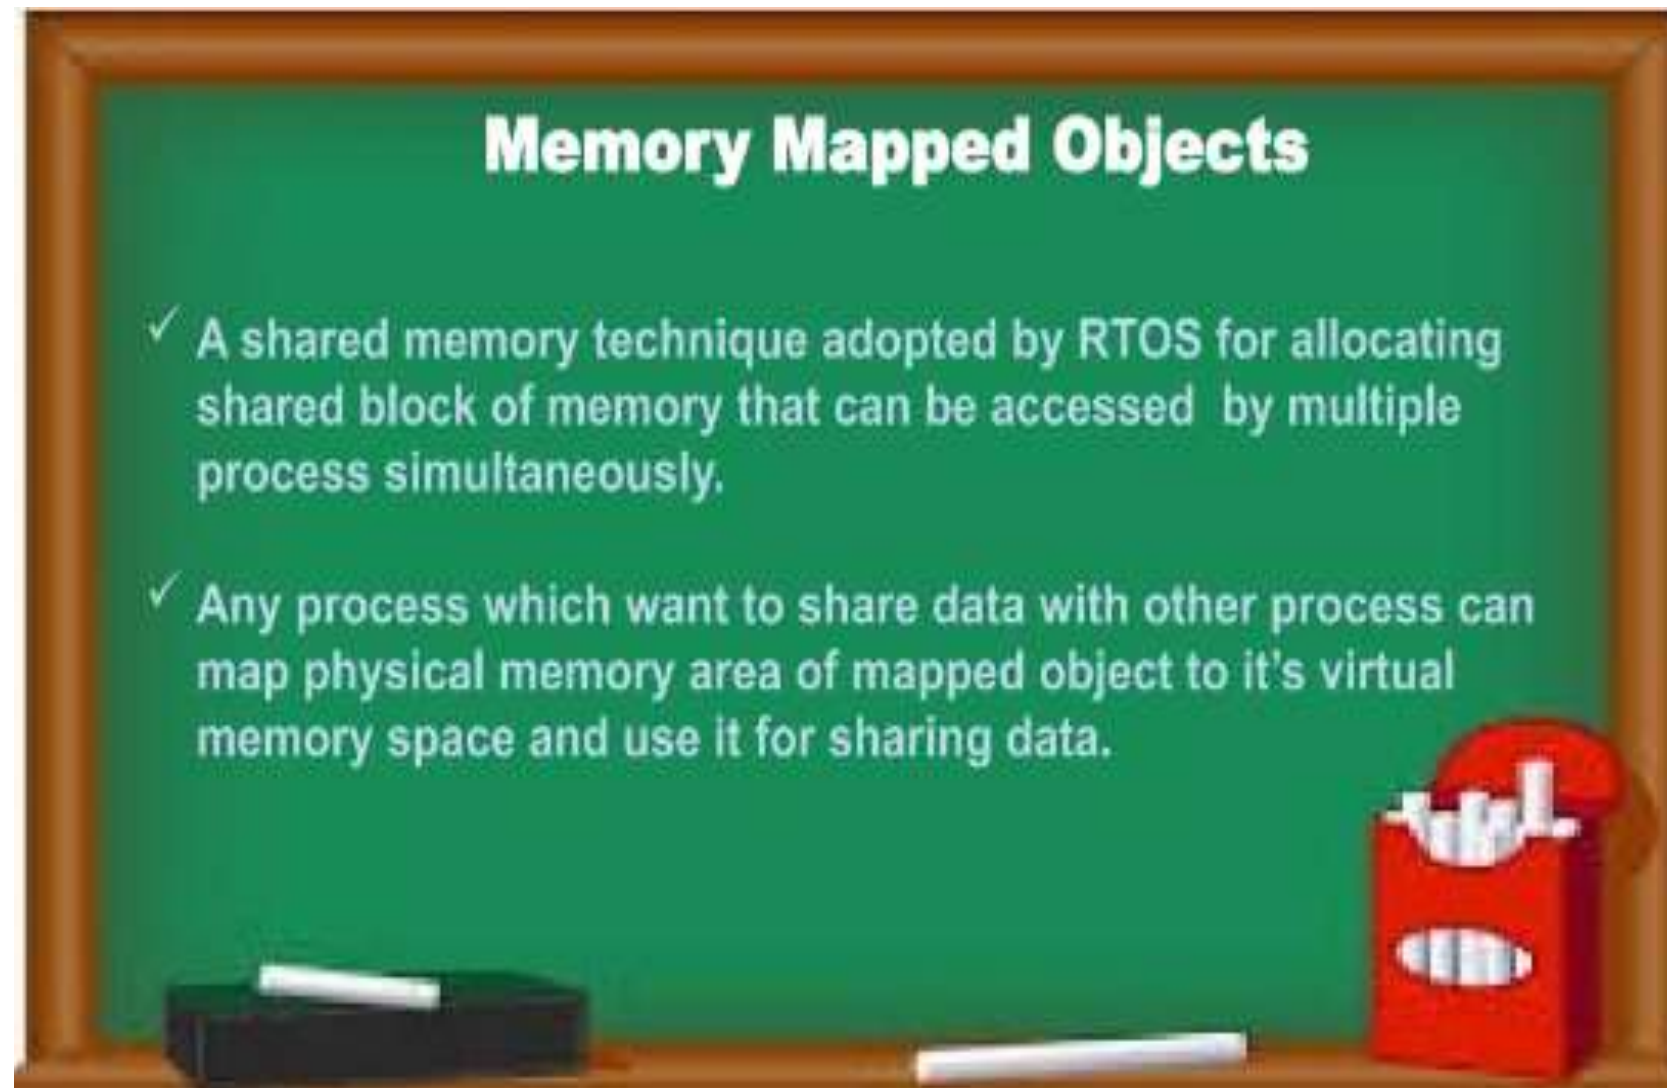 Memory Mapped Objects
✓ A shared memory technique adopted by RTOS for allocating
shared block of memory that can be accessed by multiple
process simultaneously.
✓ Any process which want to share data with other process can
map physical memory area of mapped object to it's virtual
memory space and use it for sharing data.